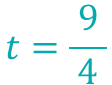 t = 9/4